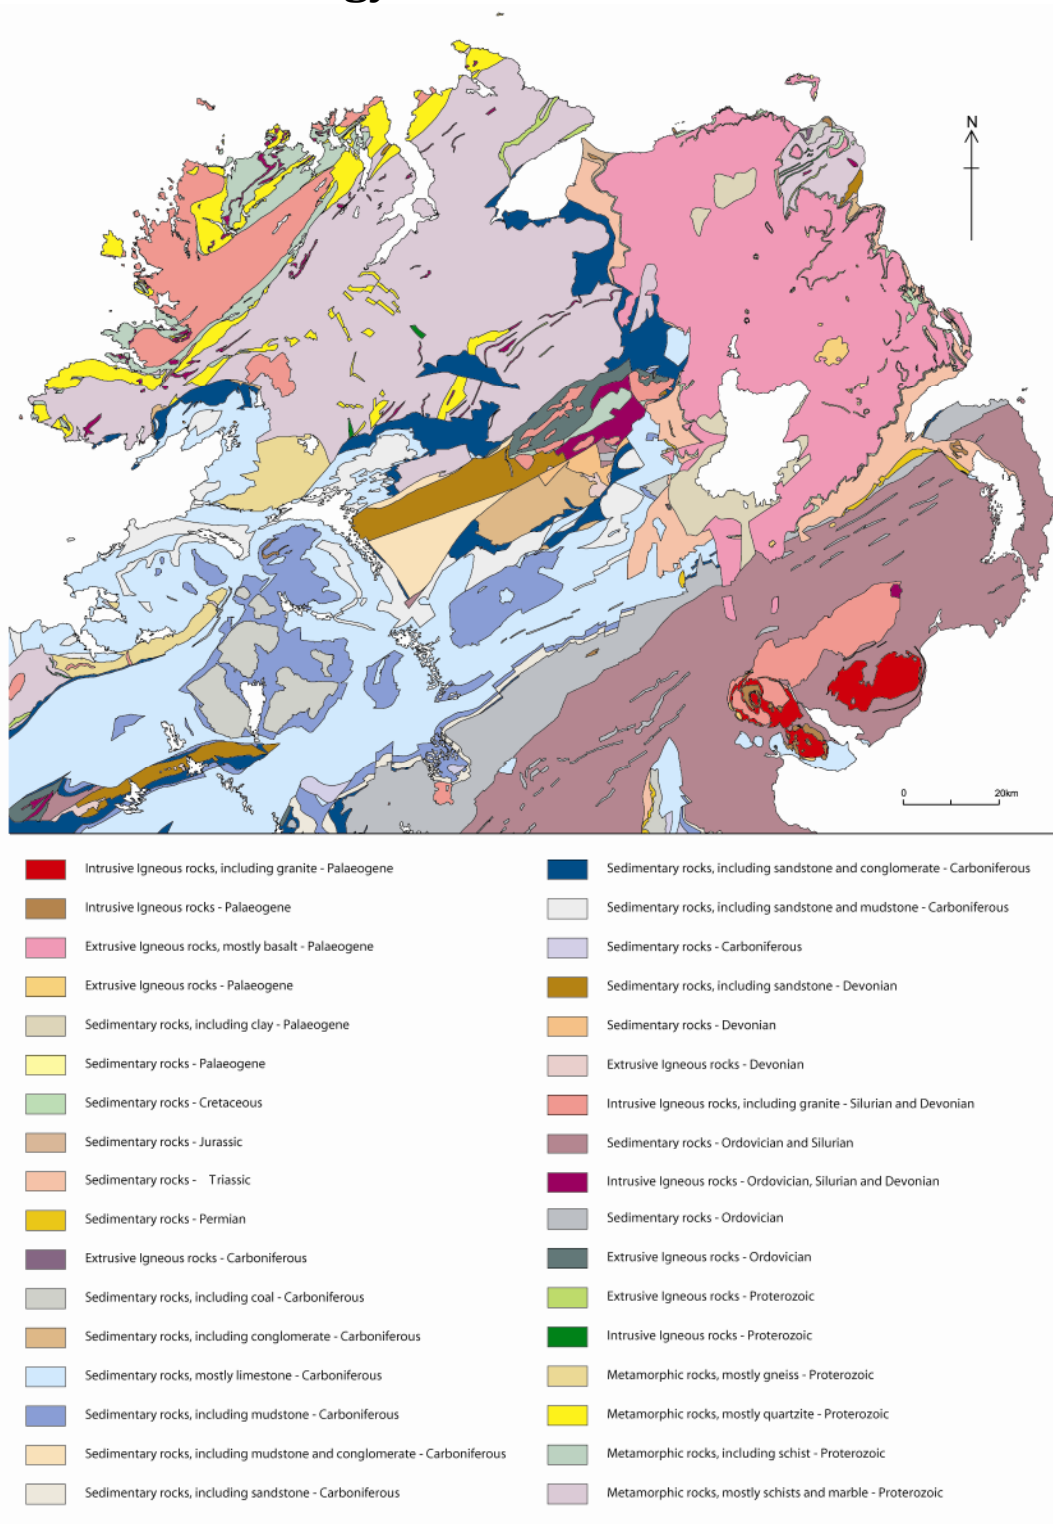 gy
N
0 20km
Intrusive Igneous rocks, including granite - Palaeogene
Intrusive Igneous rocks - Palaeogene
Extrusive Igneous rocks, mostly basalt - Palaeogene
Extrusive Igneous rocks - Palaeogene
Sedimentary rocks, including clay - Palaeogene
Sedimentary rocks - Palaeogene
Sedimentary rocks - Cretaceous
Sedimentary rocks - Jurassic
Sedimentary rocks - Triassic
Sedimentary rocks - Permian
Extrusive Igneous rocks - Carboniferous
Sedimentary rocks, including coal - Carboniferous
Sedimentary rocks, including conglomerate - Carboniferous
Sedimentary rocks, mostly limestone - Carboniferous
Sedimentary rocks, including mudstone - Carboniferous
Sedimentary rocks, including mudstone and conglomerate - Carboniferous
Sedimentary rocks, including sandstone - Carboniferous
Sedimentary rocks, including sandstone and conglomerate - Carboniferous
Sedimentary rocks, including sandstone and mudstone - Carboniferous
Sedimentary rocks - Carboniferous
Sedimentary rocks, including sandstone - Devonian
Sedimentary rocks - Devonian
Extrusive Igneous rocks - Devonian
Intrusive Igneous rocks, including granite - Silurian and Devonian
Sedimentary rocks - Ordovician and Silurian
Intrusive Igneous rocks - Ordovician, Silurian and Devonian
Sedimentary rocks - Ordovician
Extrusive Igneous rocks - Ordovician
Extrusive Igneous rocks - Proterozoic
Intrusive Igneous rocks - Proterozoic
Metamorphic rocks, mostly gneiss - Proterozoic
Metamorphic rocks, mostly quartzite - Proterozoic
Metamorphic rocks, including schist - Proterozoic
Metamorphic rocks, mostly schists and marble - Proterozoic